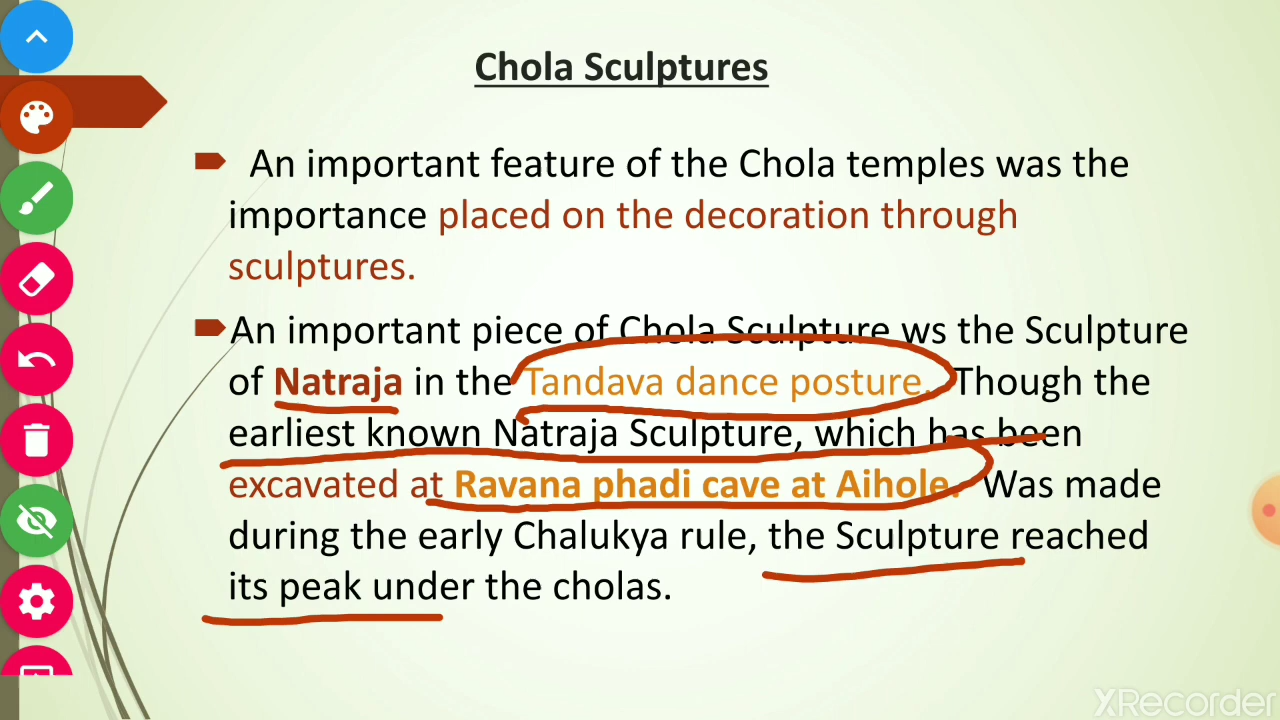 Chola Sculptures
An important feature of the Chola temples was the
importance placed on the decoration through
sculptures.
An important piece of Chola Sculpture ws the Sculpture
of Natraja in the Tandava dance posture. Though the
earliest known Natraja Sculpture, which has been
excavated at Ravana phadi cave at Aihole. Was made
during the early Chalukya rule, the Sculpture reached
its peak under the cholas.
XRecorder